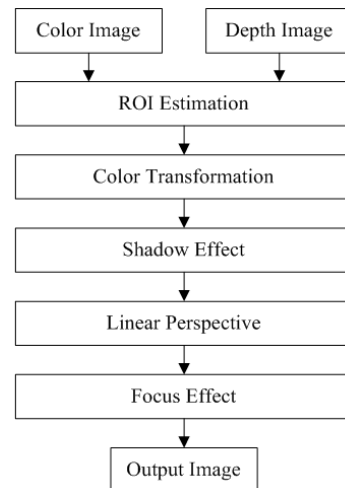 Color Image
Depth Image
ROI Estimation
Color Transformation
Shadow Effect
Linear Perspective
Focus Effect
Output Image